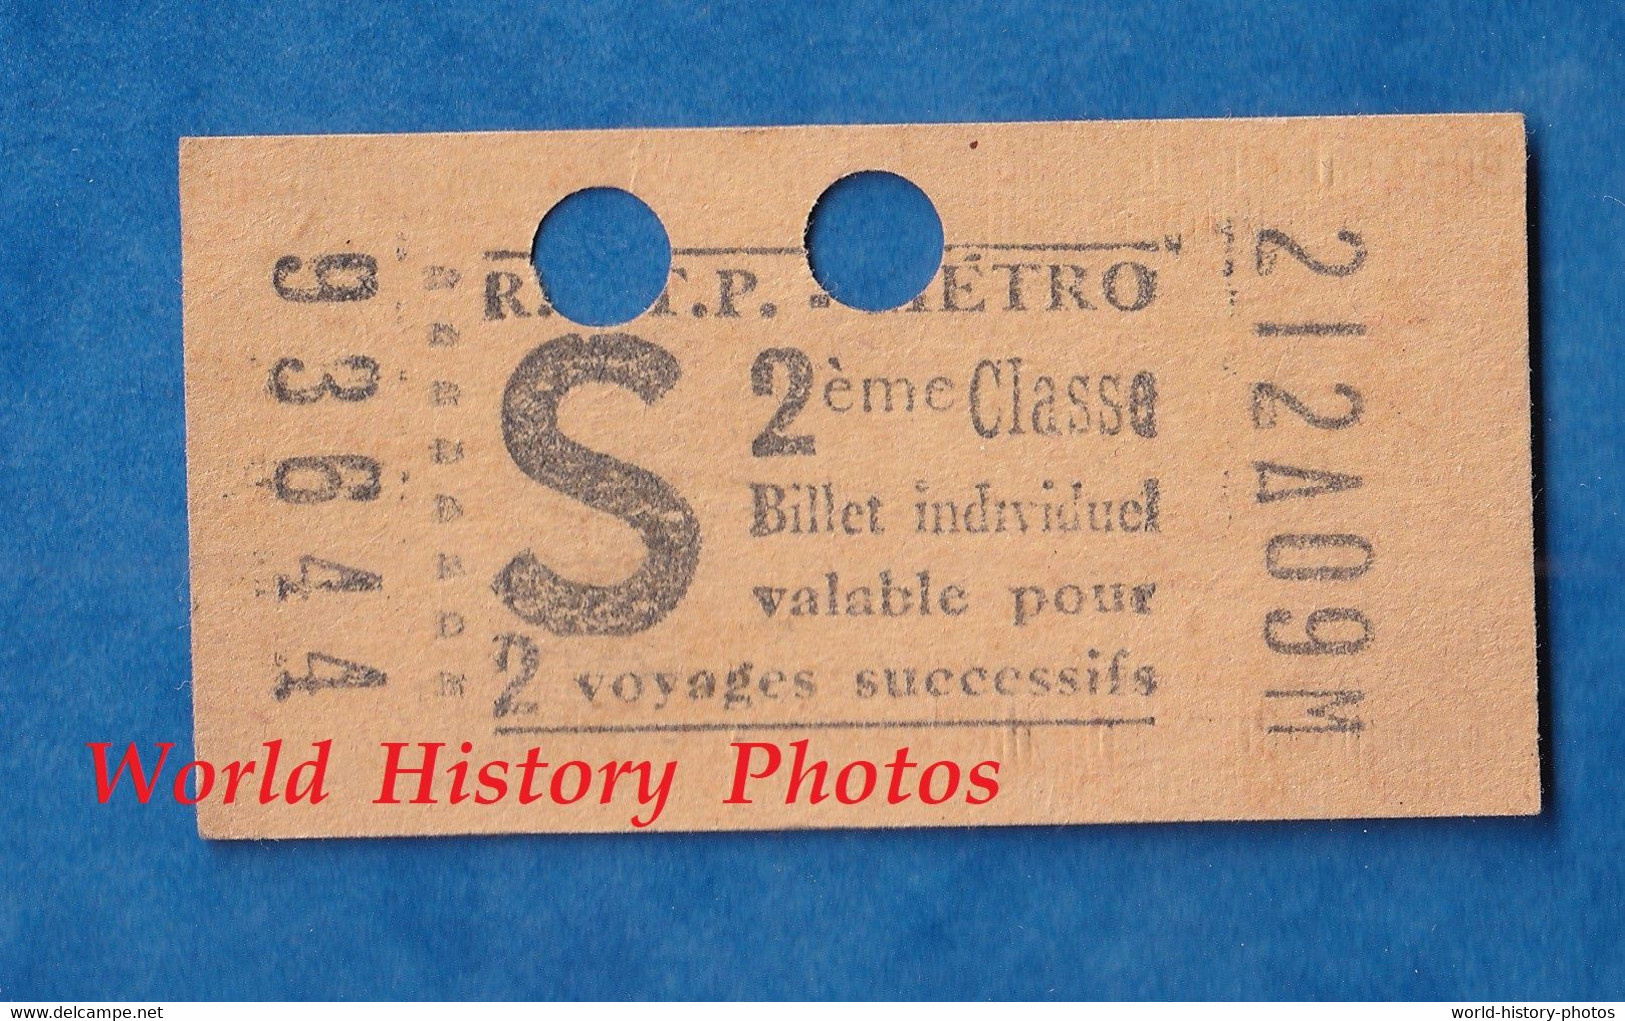 93644
R. T.P. - MÉTRO
S 2ème Classe
Billet individuel
valable pour
2 voyages successifs
212A09M
World History Photos
www.delcampe.net
world-history-photos